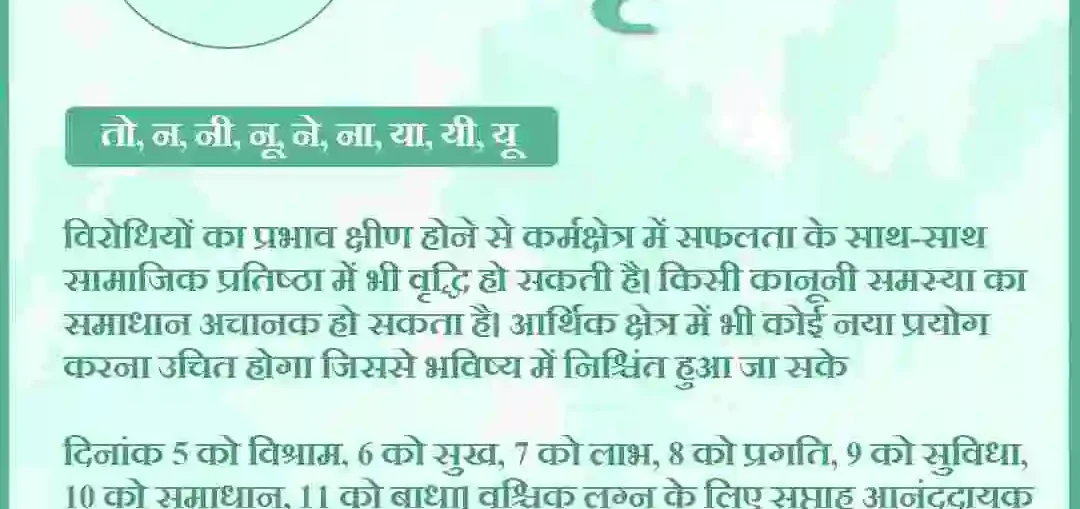 तो, न, नी, नू, ने, ना, या, यी, यू
विरोधियों का प्रभाव क्षीण होने से कर्मक्षेत्र में सफलता के साथ-साथ
सामाजिक प्रतिष्ठा में भी वृद्धि हो सकती है। किसी कानूनी समस्या का
समाधान अचानक हो सकता है। आर्थिक क्षेत्र में भी कोई नया प्रयोग
करना उचित होगा जिससे भविष्य में निश्चिंत हुआ जा सके
दिनांक 5 को विश्राम, 6 को सुख, 7 को लाभ, 8 को प्रगति, 9 को सुविधा,
10 को समाधान, 11 को बाधा। वृश्चिक लग्न के लिए सप्ताह आनंददायक